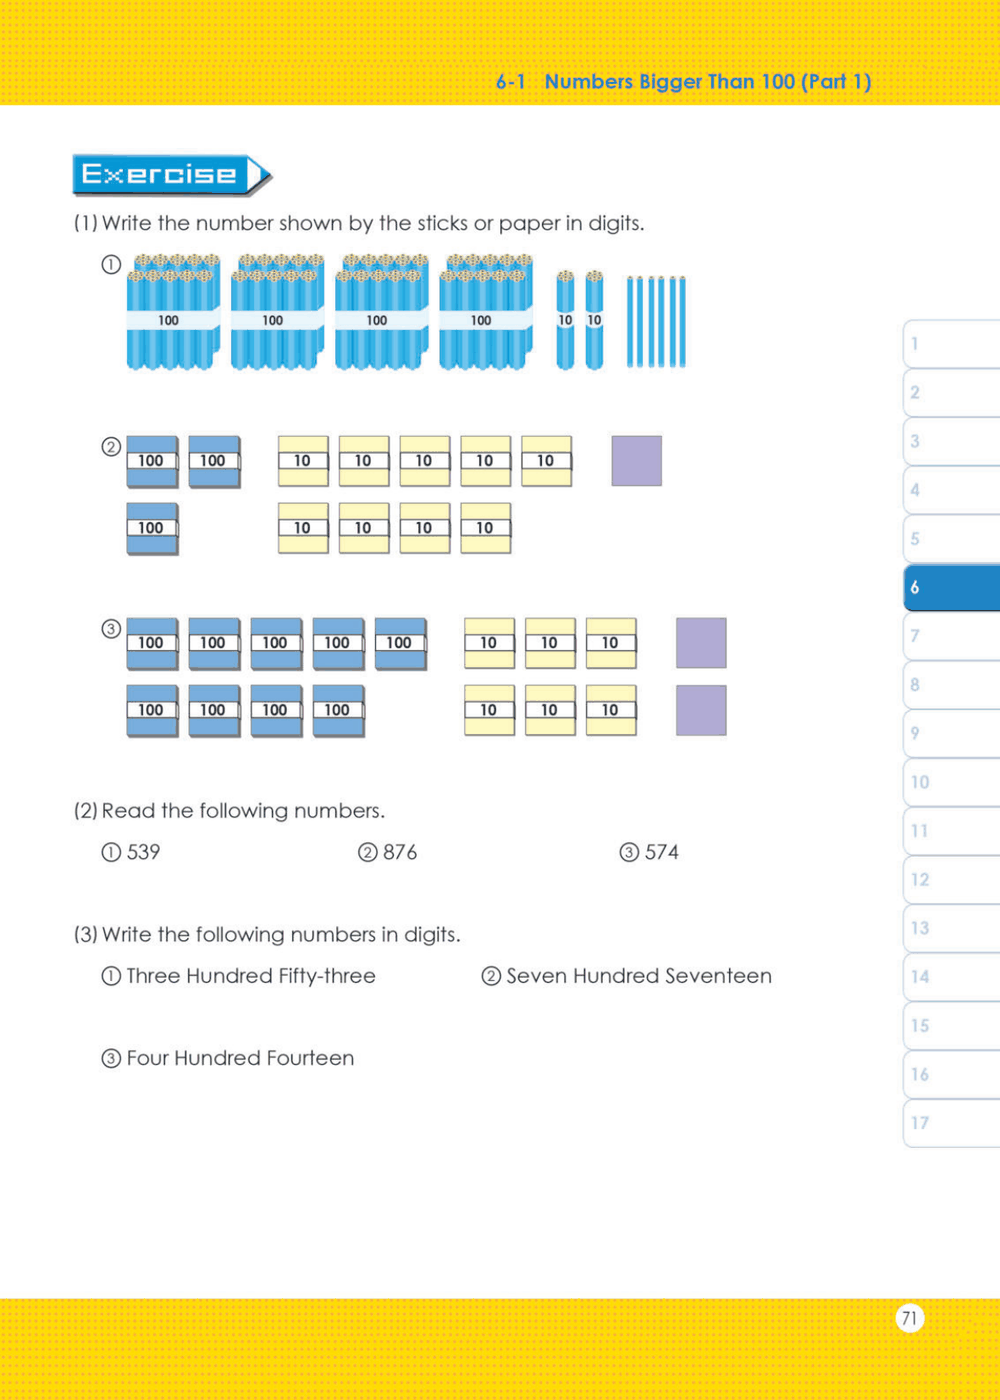 6-1 Numbers Bigger Than 100 (Part 1)
Exercise
(1) Write the number shown by the sticks or paper in digits.
①
100 100 100 100 10 10
②
100 100 10 10 10 10 10
100 10 10 10 10
③
100 100 100 100 100 10 10 10
100 100 100 100 10 10 10
(2) Read the following numbers.
① 539 ② 876 ③ 574
(3) Write the following numbers in digits.
① Three Hundred Fifty-three ② Seven Hundred Seventeen
③ Four Hundred Fourteen
1
2
3
4
5
6
7
8
9
10
11
12
13
14
15
16
17
71